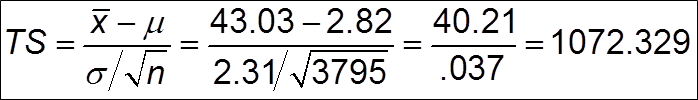 TS = (x̄ − μ)/(σ/√n) = (43.03 − 2.82)/(2.31/√3795) = 40.21/.037 = 1072.329